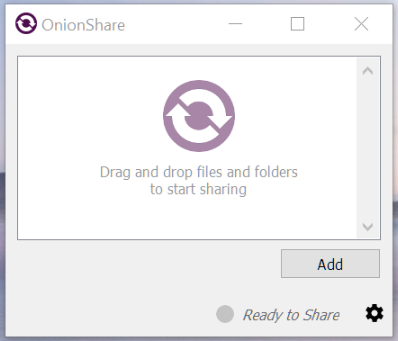 OnionShare
Drag and drop files and folders
to start sharing
Add
Ready to Share